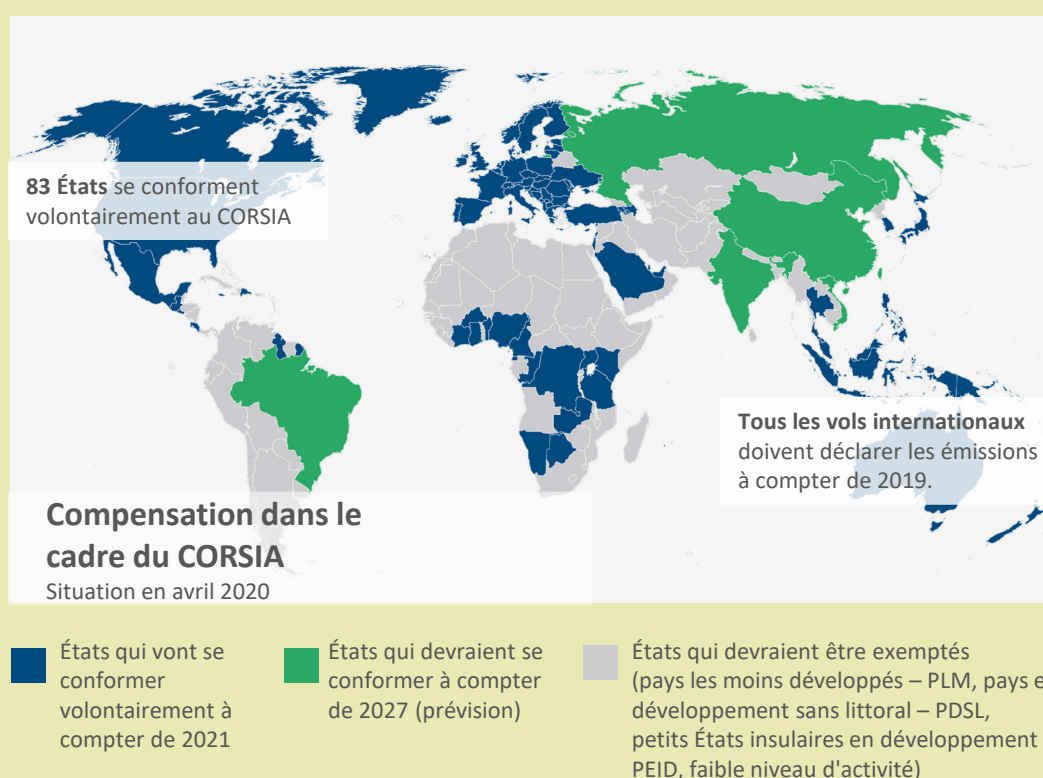 83 États se conforment
volontairement au CORSIA
Tous les vols internationaux
doivent déclarer les émissions
à compter de 2019.
Compensation dans le
cadre du CORSIA
Situation en avril 2020
États qui vont se
conformer
volontairement à
compter de 2021
États qui devraient se
conformer à compter
de 2027 (prévision)
États qui devraient être exemptés
(pays les moins développés – PLM, pays e
développement sans littoral – PDSL,
petits États insulaires en développement
PEID, faible niveau d'activité)